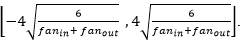 ⌊−4√(6/(fan_in + fan_out)) , 4√(6/(fan_in+fan_out))⌋.